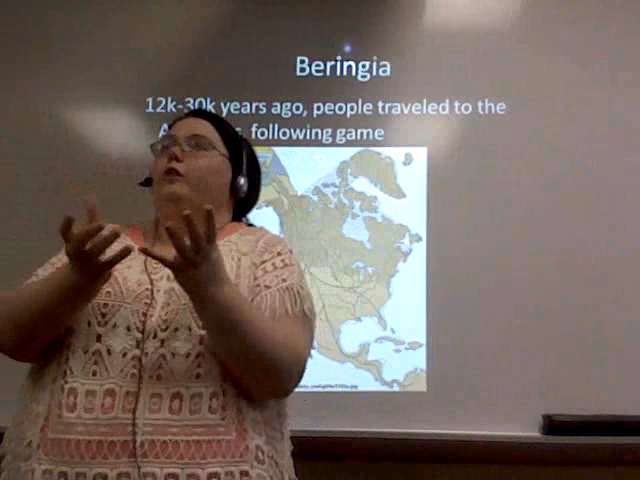 Beringia
12k-30k years ago, people traveled to the
following game